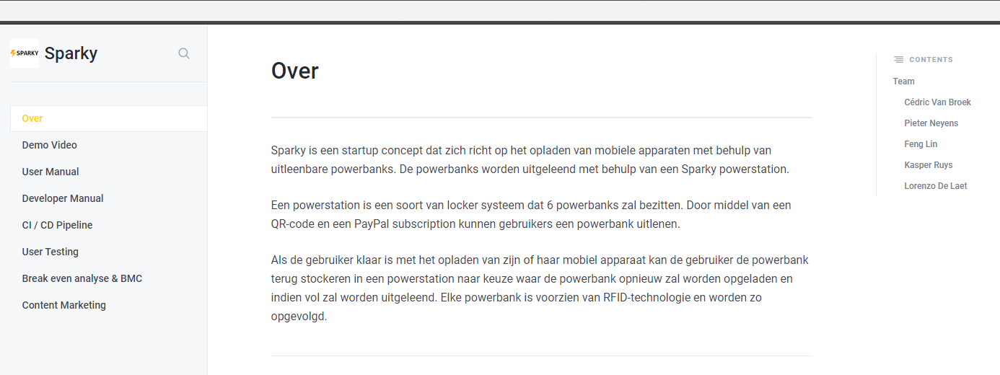 SPARKY
Sparky
Over
Demo Video
User Manual
Developer Manual
CI / CD Pipeline
User Testing
Break even analyse & BMC
Content Marketing
Over
Sparky is een startup concept dat zich richt op het opladen van mobiele apparaten met behulp van
uitleenbare powerbanks. De powerbanks worden uitgeleend met behulp van een Sparky powerstation.
Een powerstation is een soort van locker systeem dat 6 powerbanks zal bezitten. Door middel van een
QR-code en een PayPal subscription kunnen gebruikers een powerbank uitlenen.
Als de gebruiker klaar is met het opladen van zijn of haar mobiel apparaat kan de gebruiker de powerbank
terug stockeren in een powerstation naar keuze waar de powerbank opnieuw zal worden opgeladen en
indien vol zal worden uitgeleend. Elke powerbank is voorzien van RFID-technologie en worden zo
opgevolgd.
CONTENTS
Team
Cédric Van Broek
Pieter Neyens
Feng Lin
Kasper Ruys
Lorenzo De Laet